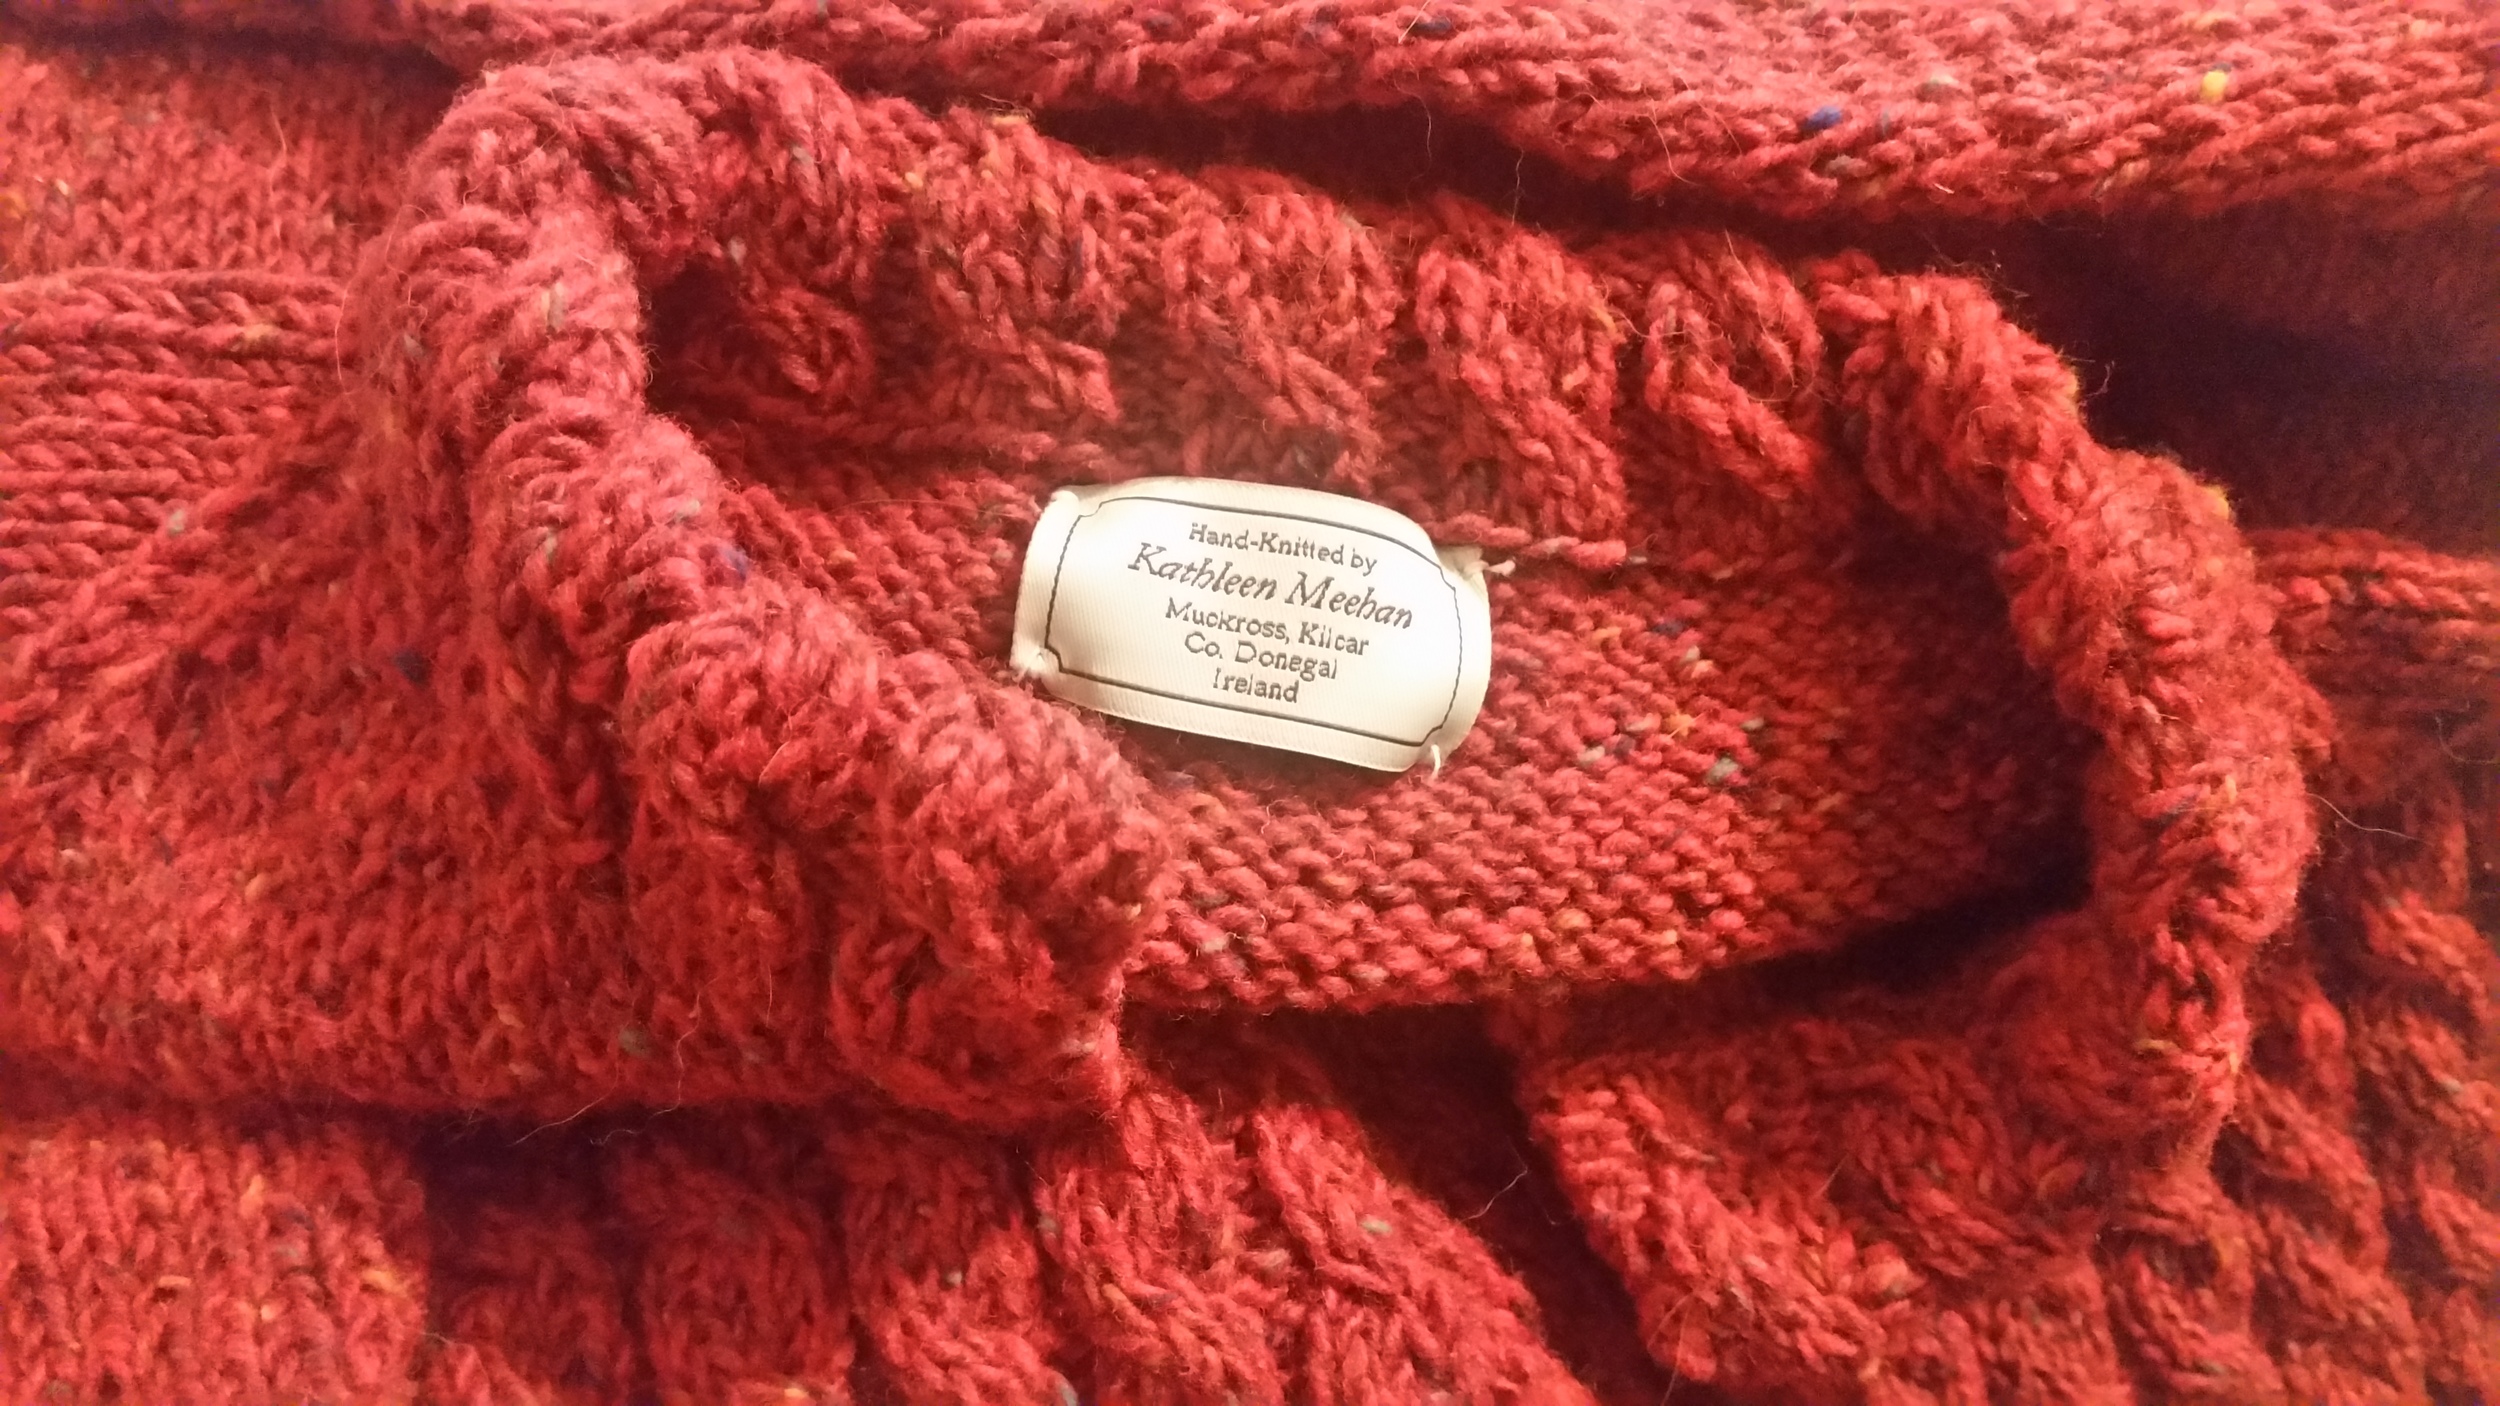 Hand-Knitted by
Kathleen Meehan
Muckross, Kilcar
Co. Donegal
Ireland